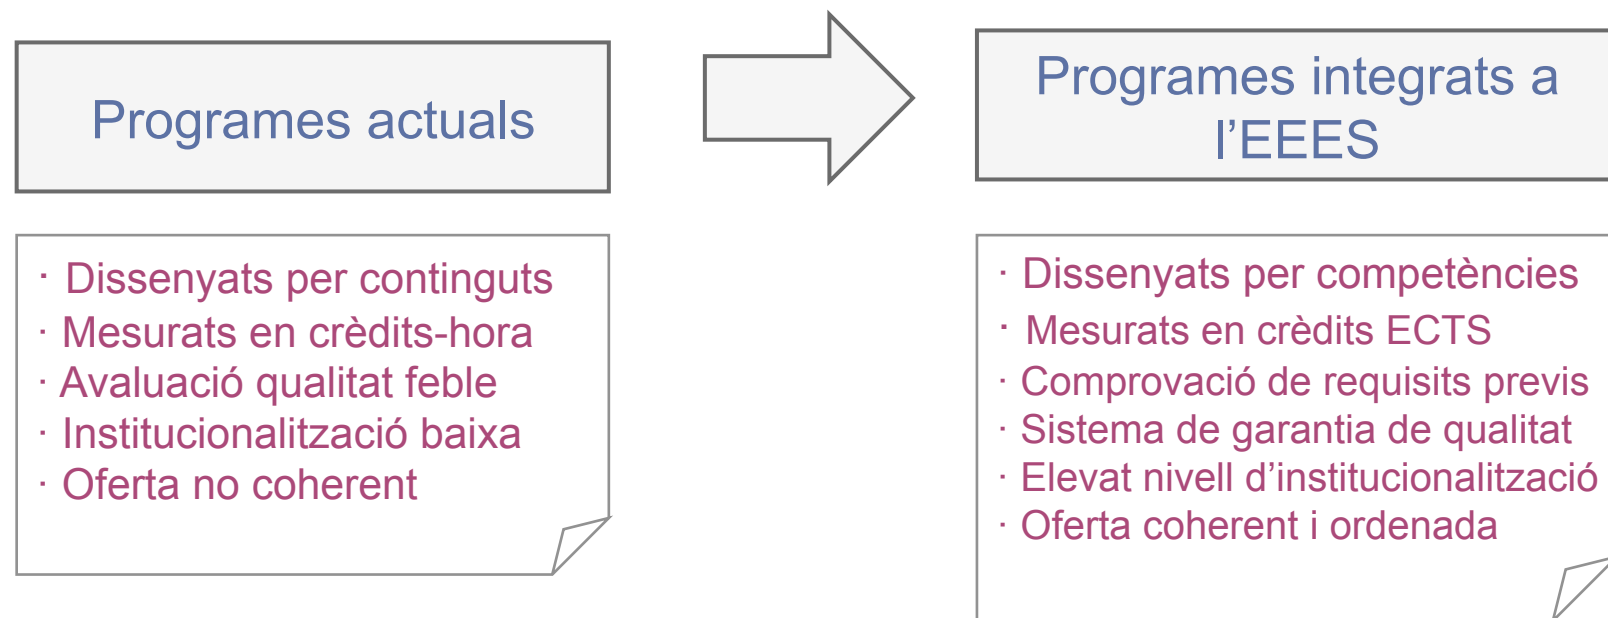 Programes actuals
· Dissenyats per continguts
· Mesurats en crèdits-hora
· Avaluació qualitat feble
· Institucionalització baixa
· Oferta no coherent
Programes integrats a
l’EEES
· Dissenyats per competències
· Mesurats en crèdits ECTS
· Comprovació de requisits previs
· Sistema de garantia de qualitat
· Elevat nivell d’institucionalització
· Oferta coherent i ordenada